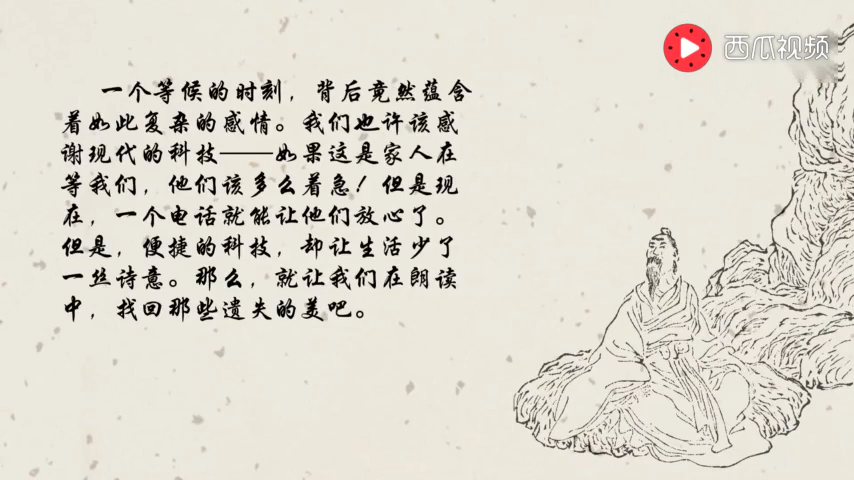 西瓜视频
一个等候的时刻，背后竟然蕴含
着如此复杂的感情。我们也许该感
谢现代的科技——如果这是家人在
等我们，他们该多么着急！但是现
在，一个电话就能让他们放心了。
但是，便捷的科技，却让生活少了
一丝诗意。那么，就让我们在朗读
中，找回那些遗失的美吧。